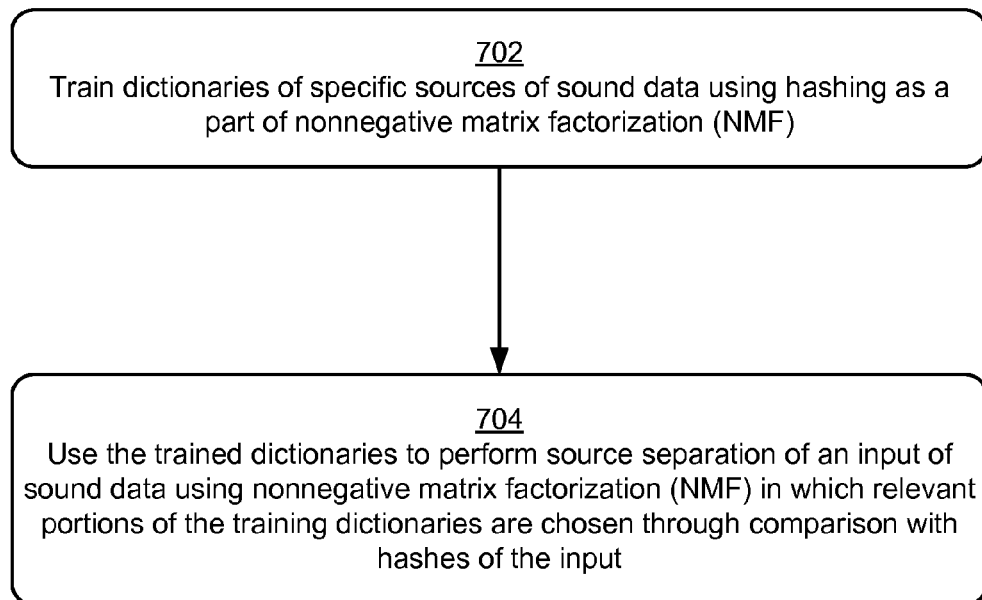 702
Train dictionaries of specific sources of sound data using hashing as a
part of nonnegative matrix factorization (NMF)
704
Use the trained dictionaries to perform source separation of an input of
sound data using nonnegative matrix factorization (NMF) in which relevant
portions of the training dictionaries are chosen through comparison with
hashes of the input